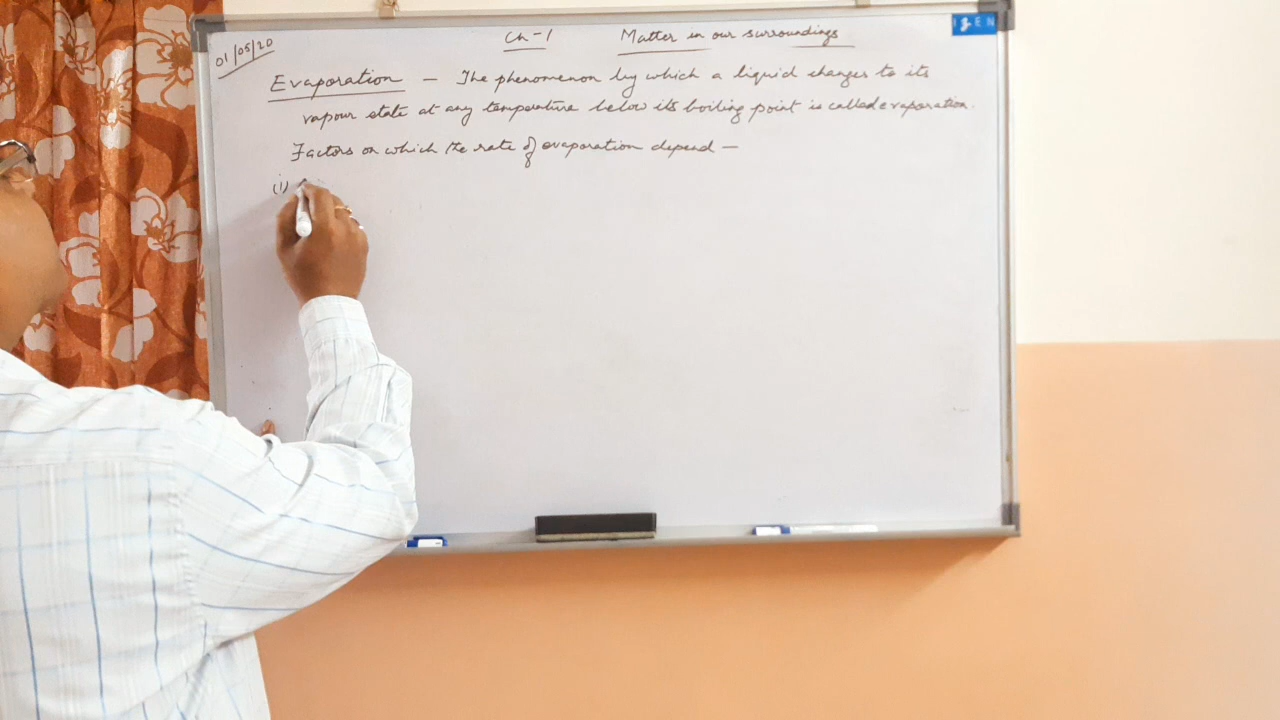 01/05/20
Ch-1 Matter in our surroundings
Evaporation – The phenomenon by which a liquid changes to its
vapour state at any temperature below its boiling point is called evaporation.
Factors on which the rate of evaporation depend —
(i)